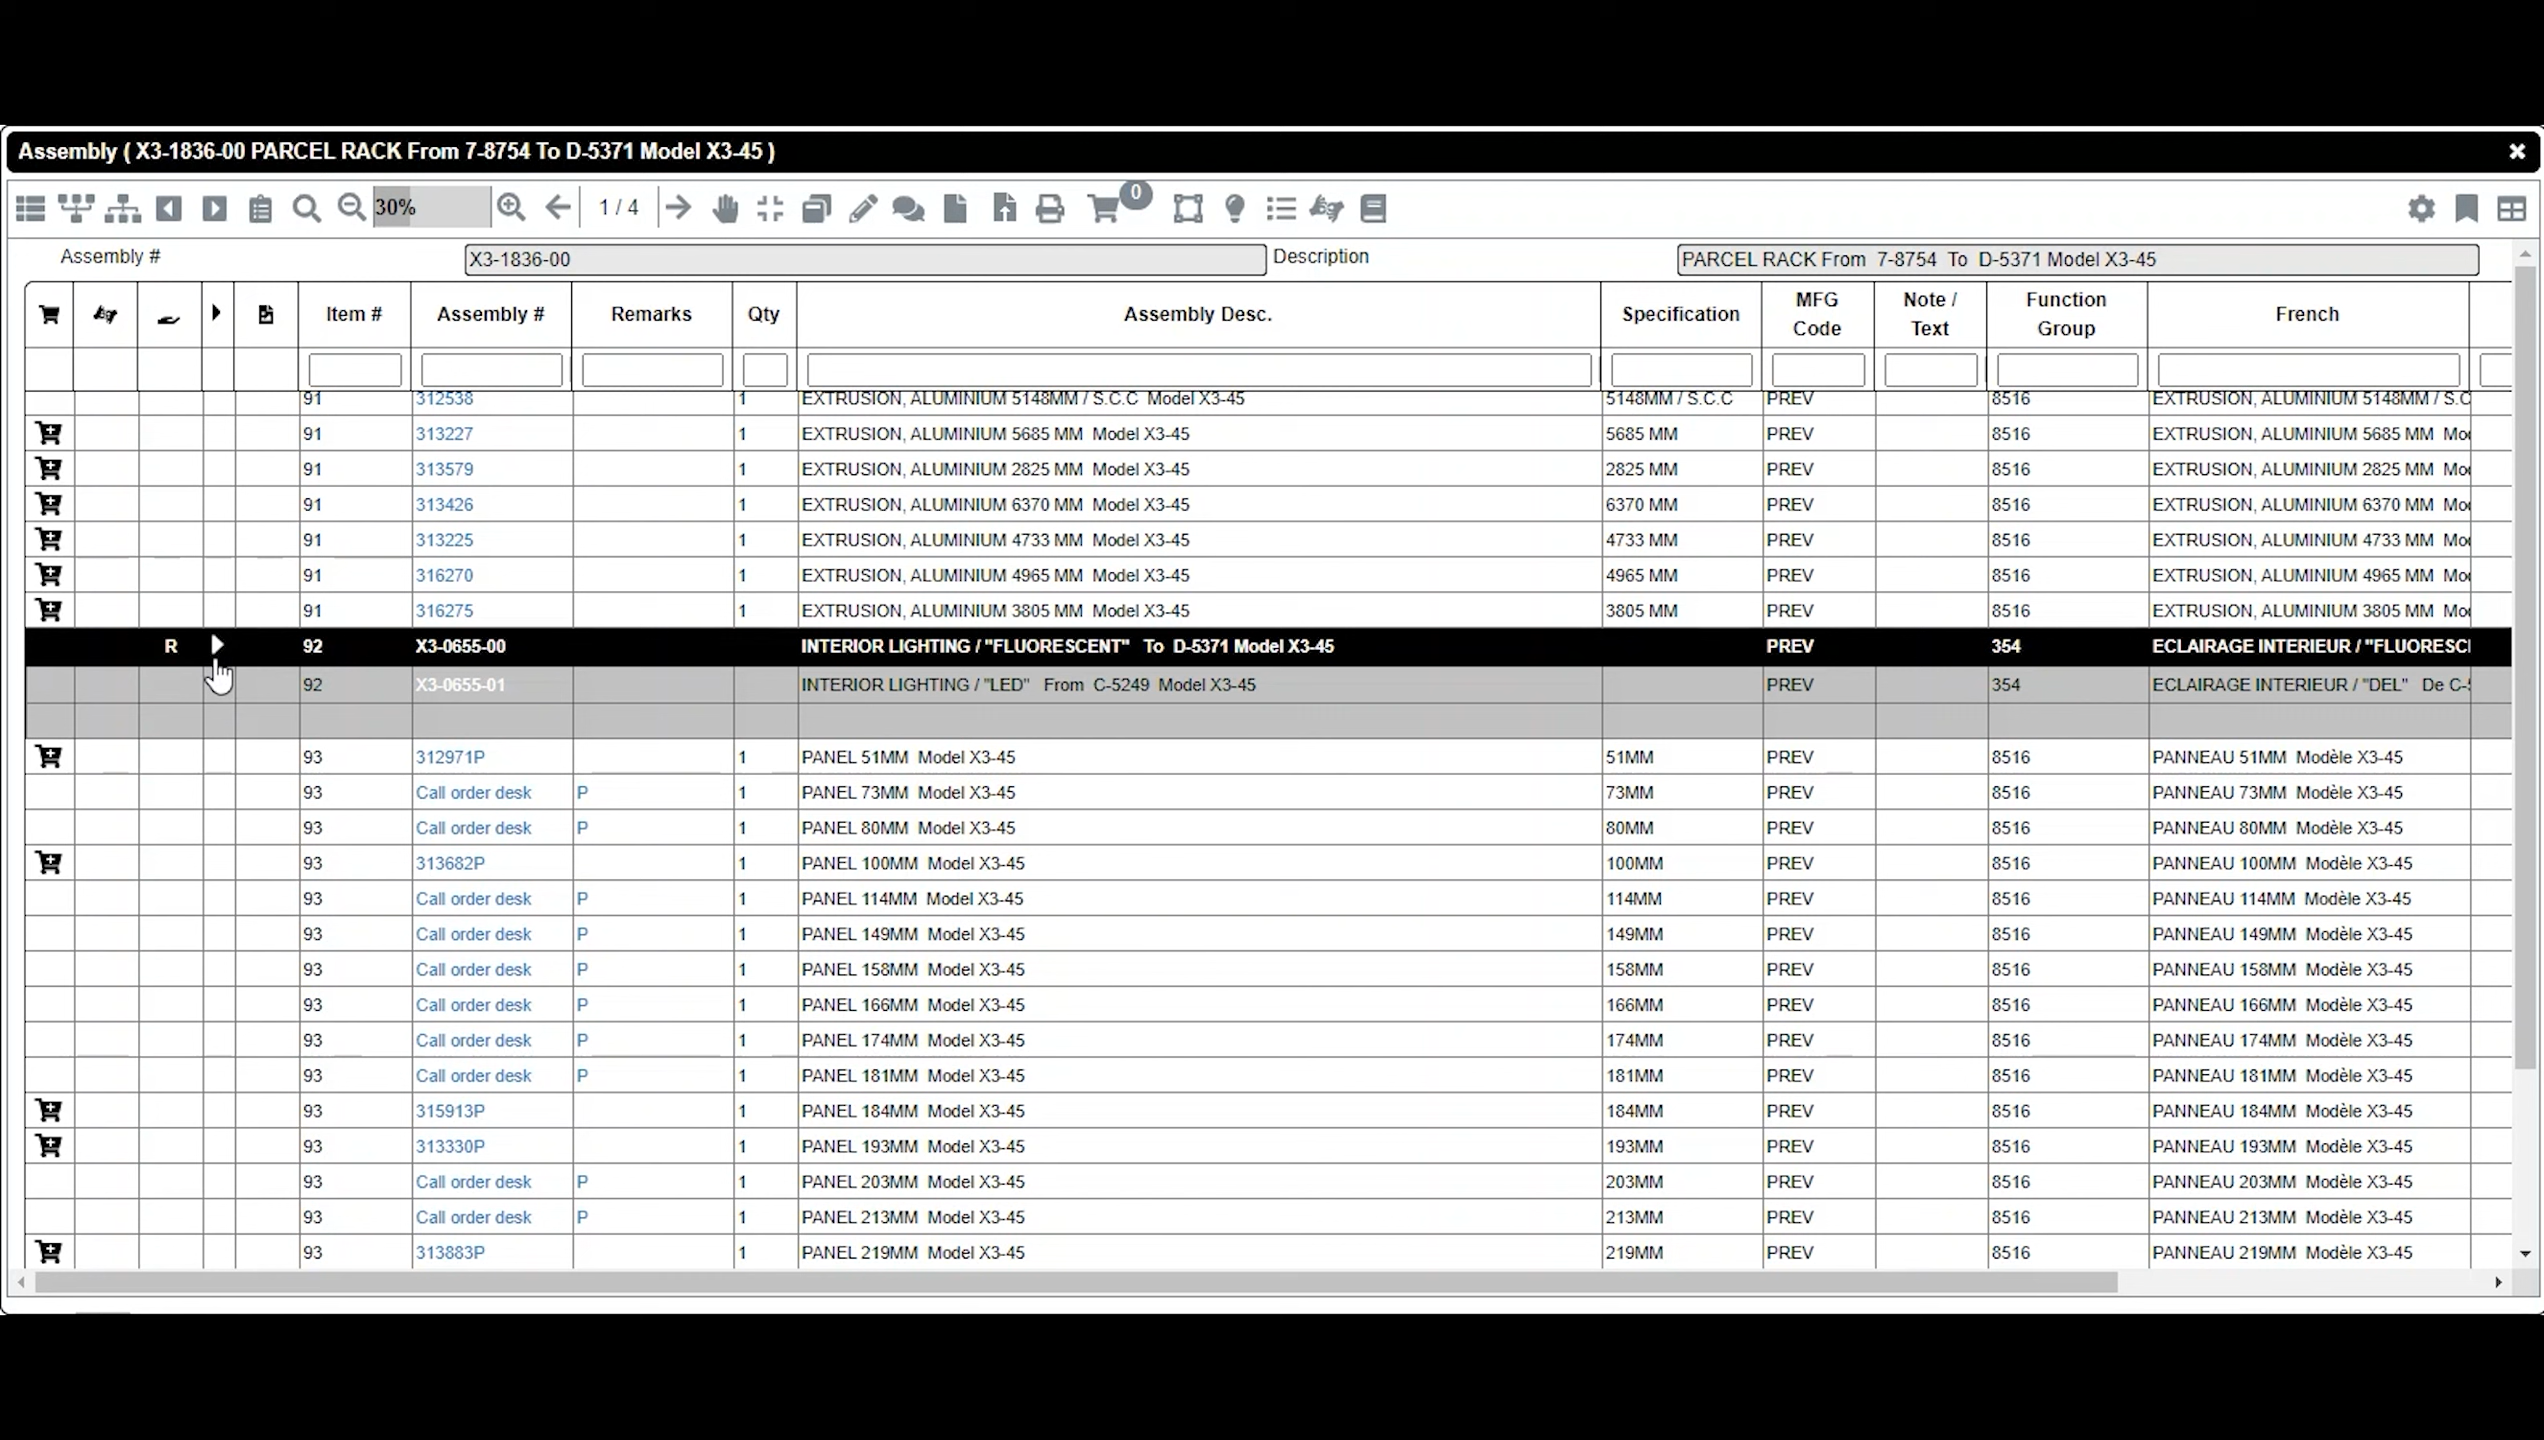 Assembly ( X3-1836-00 PARCEL RACK From 7-8754 To D-5371 Model X3-45 )
30% 1 / 4 0
Assembly # X3-1836-00 Description PARCEL RACK From 7-8754 To D-5371 Model X3-45
Item # Assembly # Remarks Qty Assembly Desc. Specification MFG Code Note / Text Function Group French
91 312538 1 EXTRUSION, ALUMINIUM 5148MM / S.C.C Model X3-45 5148MM / S.C.C PREV 8516 EXTRUSION, ALUMINIUM 5148MM / S.C
91 313227 1 EXTRUSION, ALUMINIUM 5685 MM Model X3-45 5685 MM PREV 8516 EXTRUSION, ALUMINIUM 5685 MM Mo
91 313579 1 EXTRUSION, ALUMINIUM 2825 MM Model X3-45 2825 MM PREV 8516 EXTRUSION, ALUMINIUM 2825 MM Mo
91 313426 1 EXTRUSION, ALUMINIUM 6370 MM Model X3-45 6370 MM PREV 8516 EXTRUSION, ALUMINIUM 6370 MM Mo
91 313225 1 EXTRUSION, ALUMINIUM 4733 MM Model X3-45 4733 MM PREV 8516 EXTRUSION, ALUMINIUM 4733 MM Mo
91 316270 1 EXTRUSION, ALUMINIUM 4965 MM Model X3-45 4965 MM PREV 8516 EXTRUSION, ALUMINIUM 4965 MM Mo
91 316275 1 EXTRUSION, ALUMINIUM 3805 MM Model X3-45 3805 MM PREV 8516 EXTRUSION, ALUMINIUM 3805 MM Mo
R 92 X3-0655-00 INTERIOR LIGHTING / "FLUORESCENT" To D-5371 Model X3-45 PREV 354 ECLAIRAGE INTERIEUR / "FLUORESC
92 X3-0655-01 INTERIOR LIGHTING / "LED" From C-5249 Model X3-45 PREV 354 ECLAIRAGE INTERIEUR / "DEL" De C-
93 312971P 1 PANEL 51MM Model X3-45 51MM PREV 8516 PANNEAU 51MM Modèle X3-45
93 Call order desk P 1 PANEL 73MM Model X3-45 73MM PREV 8516 PANNEAU 73MM Modèle X3-45
93 Call order desk P 1 PANEL 80MM Model X3-45 80MM PREV 8516 PANNEAU 80MM Modèle X3-45
93 313682P 1 PANEL 100MM Model X3-45 100MM PREV 8516 PANNEAU 100MM Modèle X3-45
93 Call order desk P 1 PANEL 114MM Model X3-45 114MM PREV 8516 PANNEAU 114MM Modèle X3-45
93 Call order desk P 1 PANEL 149MM Model X3-45 149MM PREV 8516 PANNEAU 149MM Modèle X3-45
93 Call order desk P 1 PANEL 158MM Model X3-45 158MM PREV 8516 PANNEAU 158MM Modèle X3-45
93 Call order desk P 1 PANEL 166MM Model X3-45 166MM PREV 8516 PANNEAU 166MM Modèle X3-45
93 Call order desk P 1 PANEL 174MM Model X3-45 174MM PREV 8516 PANNEAU 174MM Modèle X3-45
93 Call order desk P 1 PANEL 181MM Model X3-45 181MM PREV 8516 PANNEAU 181MM Modèle X3-45
93 315913P 1 PANEL 184MM Model X3-45 184MM PREV 8516 PANNEAU 184MM Modèle X3-45
93 313330P 1 PANEL 193MM Model X3-45 193MM PREV 8516 PANNEAU 193MM Modèle X3-45
93 Call order desk P 1 PANEL 203MM Model X3-45 203MM PREV 8516 PANNEAU 203MM Modèle X3-45
93 Call order desk P 1 PANEL 213MM Model X3-45 213MM PREV 8516 PANNEAU 213MM Modèle X3-45
93 313883P 1 PANEL 219MM Model X3-45 219MM PREV 8516 PANNEAU 219MM Modèle X3-45